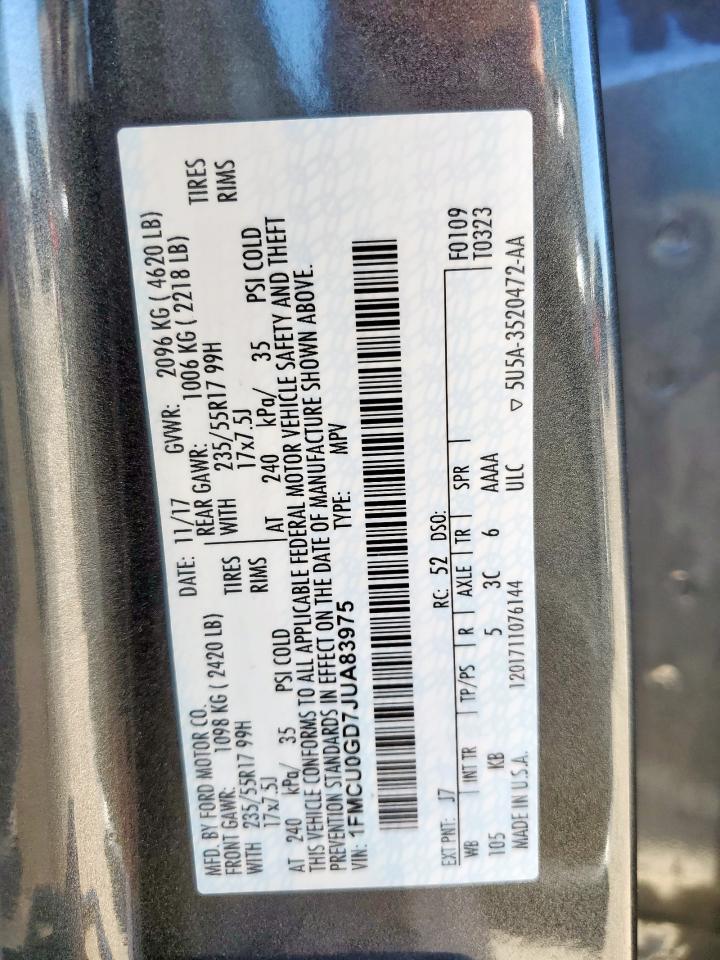 MFD. BY FORD MOTOR CO.
DATE: 11/17 GVWR: 2096 KG ( 4620 LB)
FRONT GAWR: 1098 KG ( 2420 LB) REAR GAWR: 1006 KG ( 2218 LB)
WITH 235/55R17 99H TIRES WITH 235/55R17 99H TIRES
17x7.5J RIMS 17x7.5J RIMS
AT 240 kPa/ 35 PSI COLD AT 240 kPa/ 35 PSI COLD
THIS VEHICLE CONFORMS TO ALL APPLICABLE FEDERAL MOTOR VEHICLE SAFETY AND THEFT
PREVENTION STANDARDS IN EFFECT ON THE DATE OF MANUFACTURE SHOWN ABOVE.
VIN: 1FMCU0GD7JUA83975 TYPE: MPV
EXT PNT: J7 RC: 52 DSO: F0109
WB INT TR TP/PS R AXLE TR SPR T0323
105 KB 5 3C 6 AAAA
MADE IN U.S.A. 1201711076144 ULC ▽ 5U5A-3520472-AA